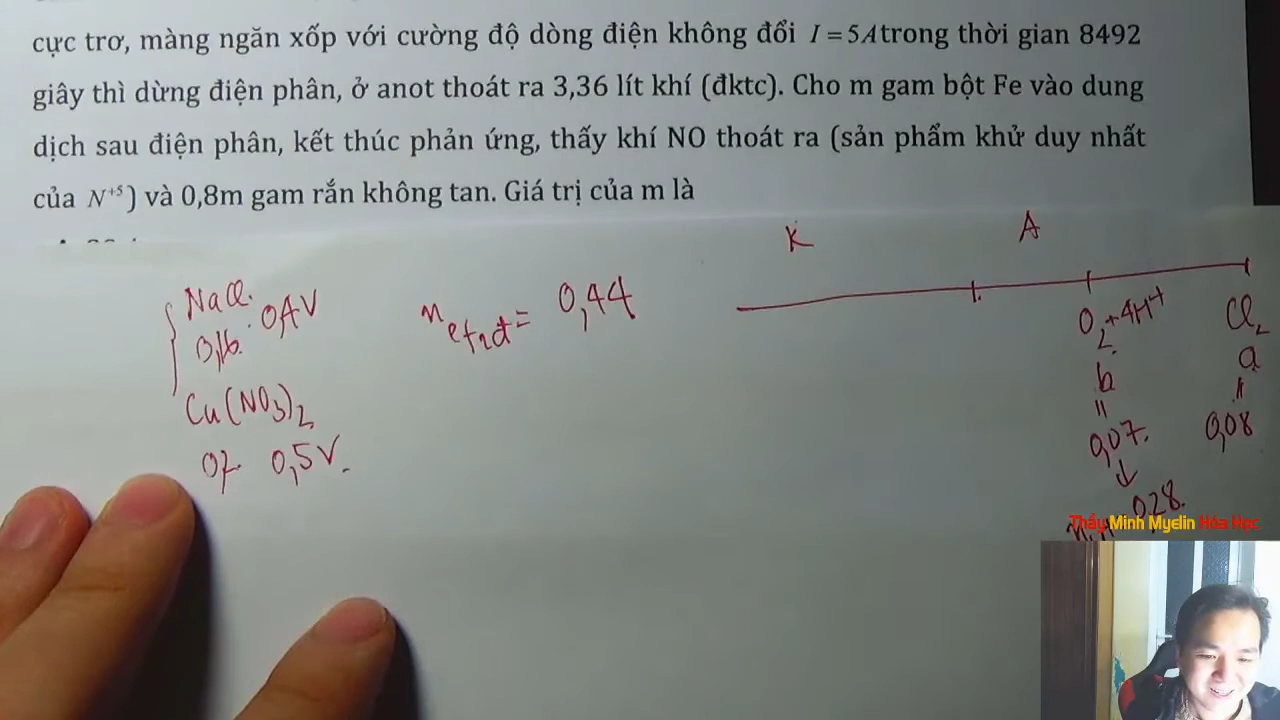 cực trơ, màng ngăn xốp với cường độ dòng điện không đổi I = 5A trong thời gian 8492
giây thì dừng điện phân, ở anot thoát ra 3,36 lít khí (đktc). Cho m gam bột Fe vào dung
dịch sau điện phân, kết thúc phản ứng, thấy khí NO thoát ra (sản phẩm khử duy nhất
của N⁺⁵) và 0,8m gam rắn không tan. Giá trị của m là
K A
NaCl
0,4V
n e trđ = 0,44
O₂ + 4H⁺ Cl₂
b a
Cu(NO₃)₂
= =
0,07 0,08
0,5V
↓
0,28
Thầy Minh Myelin Hóa Học